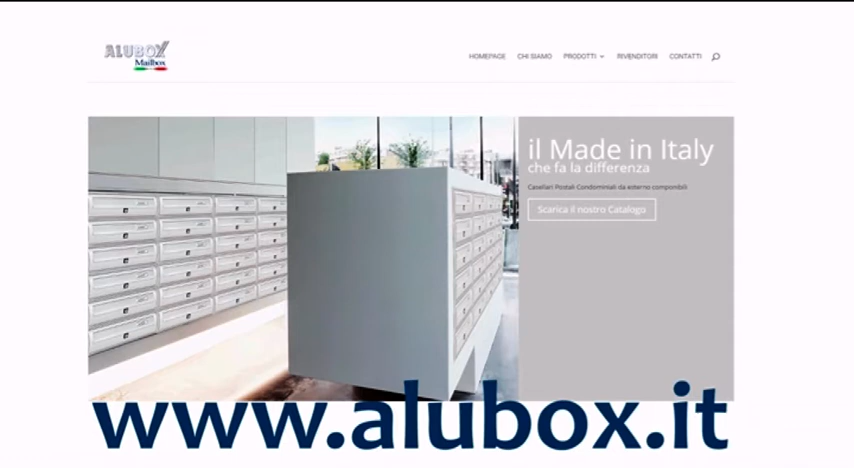 ALUBOX
Mailbox
HOMEPAGE CHI SIAMO PRODOTTI RIVENDITORI CONTATTI
il Made in Italy
che fa la differenza
Casellari Postali Condominiali da esterno componibili
Scarica il nostro Catalogo
www.alubox.it